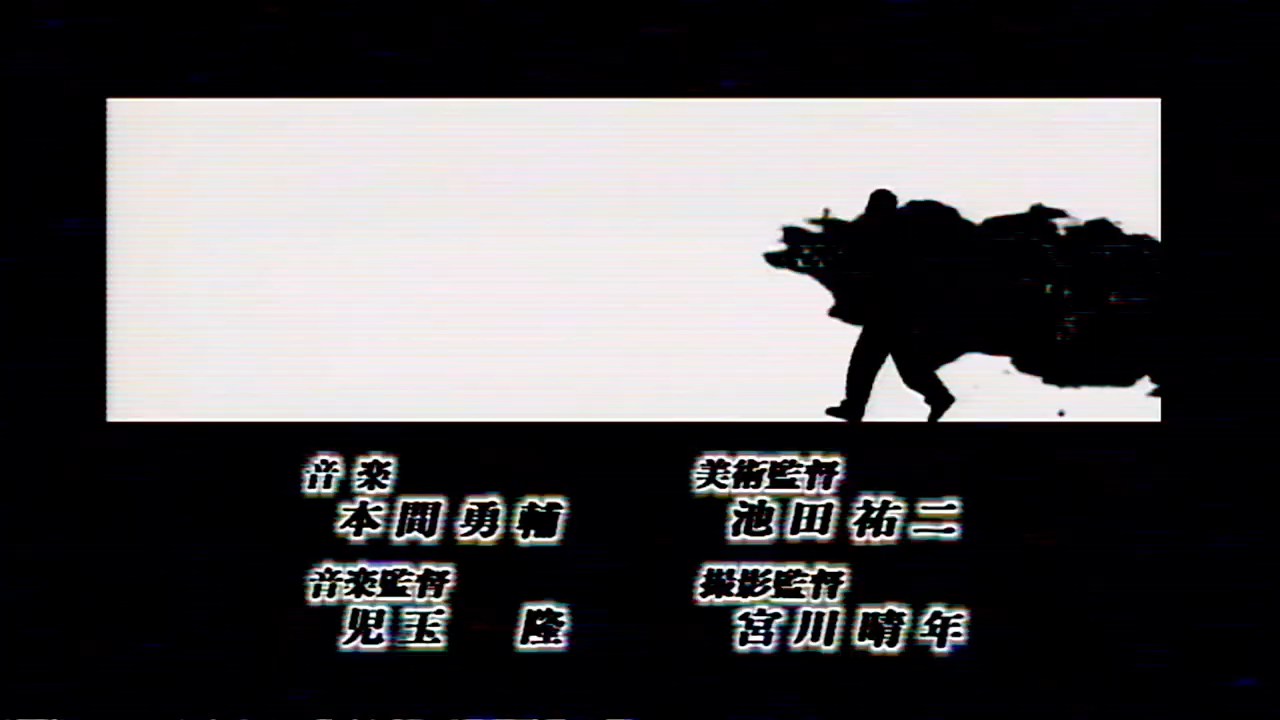 音楽
本間勇輔
音楽監督
児玉 隆
美術監督
池田祐二
撮影監督
宮川晴年